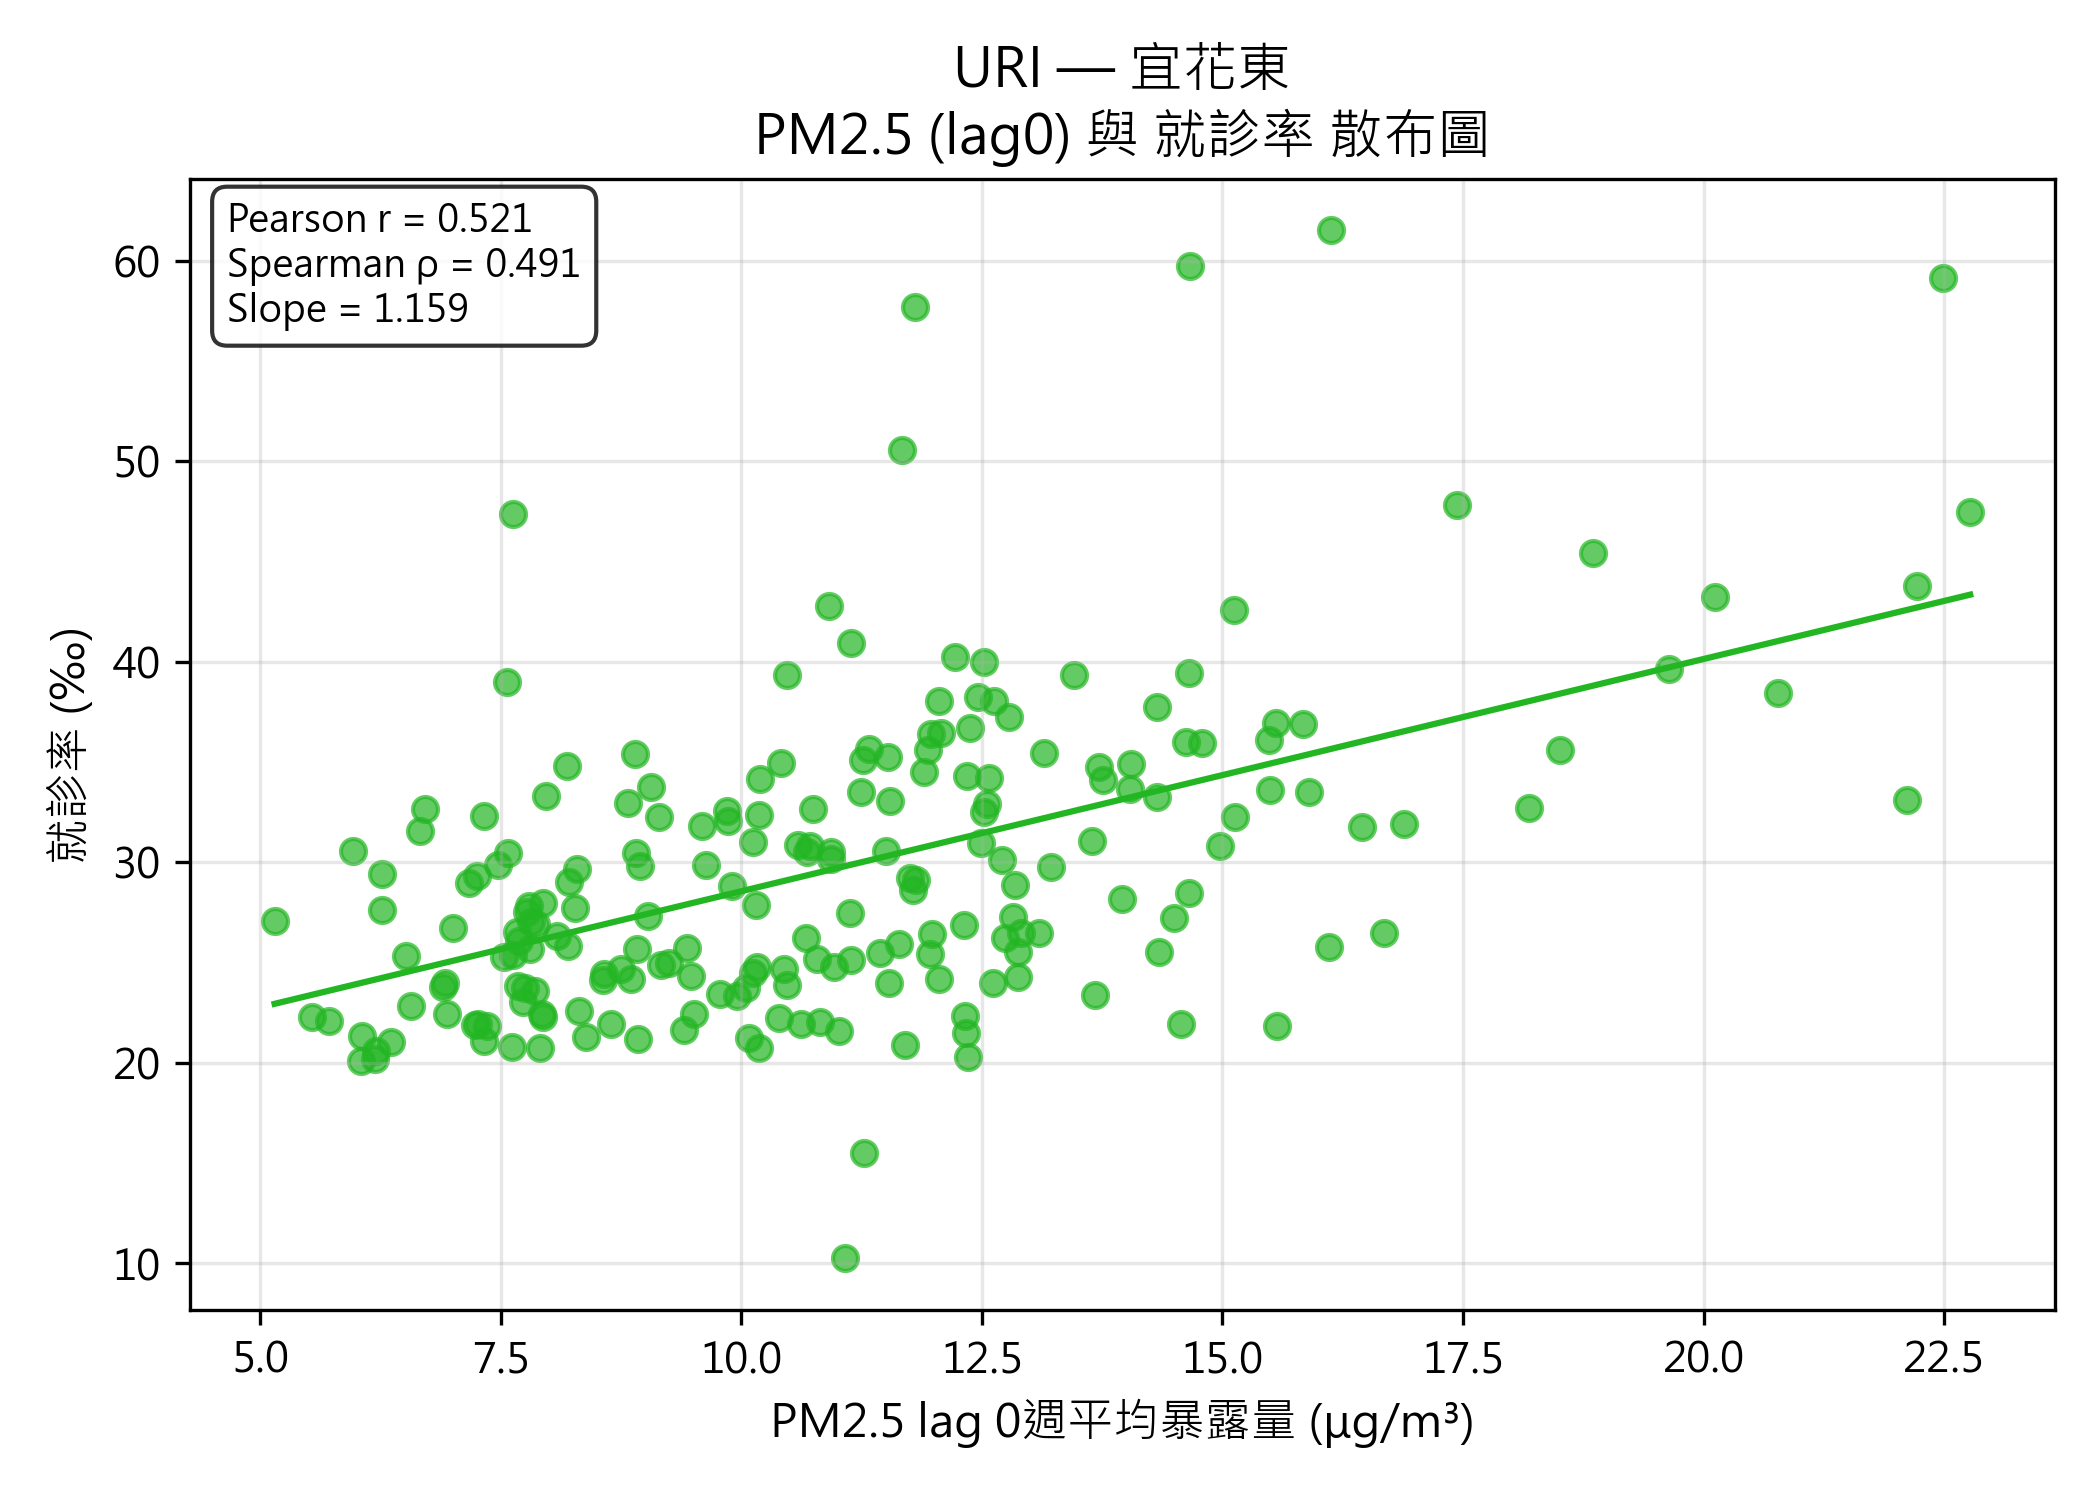 URI — 宜花東
PM2.5 (lag0) 與 就診率 散布圖
Pearson r = 0.521
Spearman ρ = 0.491
Slope = 1.159
就診率 (‰)
60
50
40
30
20
10
5.0 7.5 10.0 12.5 15.0 17.5 20.0 22.5
PM2.5 lag 0週平均暴露量 (μg/m³)